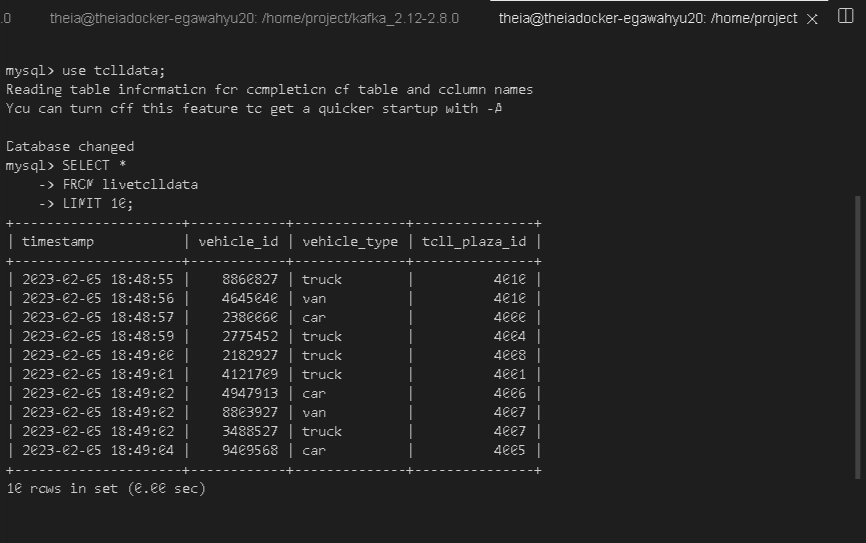 .0 theia@theiadocker-egawahyu20: /home/project/kafka_2.12-2.8.0 theia@theiadocker-egawahyu20: /home/project
mysql> use tolldata;
Reading table information for completion of table and column names
You can turn off this feature to get a quicker startup with -A
Database changed
mysql> SELECT *
    -> FROM livetolldata
    -> LIMIT 10;
+---------------------+------------+--------------+---------------+
| timestamp           | vehicle_id | vehicle_type | toll_plaza_id |
+---------------------+------------+--------------+---------------+
| 2023-02-05 18:48:55 |    8860827 | truck        |          4010 |
| 2023-02-05 18:48:56 |    4645040 | van          |          4010 |
| 2023-02-05 18:48:57 |    2380060 | car          |          4000 |
| 2023-02-05 18:48:59 |    2775452 | truck        |          4004 |
| 2023-02-05 18:49:00 |    2182927 | truck        |          4008 |
| 2023-02-05 18:49:01 |    4121709 | truck        |          4001 |
| 2023-02-05 18:49:02 |    4947913 | car          |          4006 |
| 2023-02-05 18:49:02 |    8803927 | van          |          4007 |
| 2023-02-05 18:49:02 |    3488527 | truck        |          4007 |
| 2023-02-05 18:49:04 |    9409568 | car          |          4005 |
+---------------------+------------+--------------+---------------+
10 rows in set (0.00 sec)